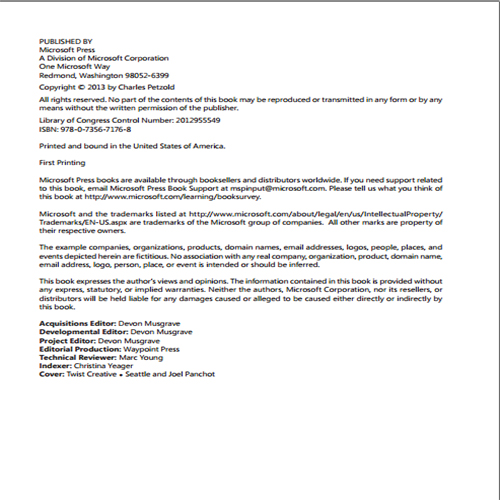 PUBLISHED BY
Microsoft Press
A Division of Microsoft Corporation
One Microsoft Way
Redmond, Washington 98052-6399
Copyright © 2013 by Charles Petzold
All rights reserved. No part of the contents of this book may be reproduced or transmitted in any form or by any
means without the written permission of the publisher.
Library of Congress Control Number: 2012955549
ISBN: 978-0-7356-7176-8
Printed and bound in the United States of America.
First Printing
Microsoft Press books are available through booksellers and distributors worldwide. If you need support related
to this book, email Microsoft Press Book Support at mspinput@microsoft.com. Please tell us what you think of
this book at http://www.microsoft.com/learning/booksurvey.
Microsoft and the trademarks listed at http://www.microsoft.com/about/legal/en/us/IntellectualProperty/
Trademarks/EN-US.aspx are trademarks of the Microsoft group of companies. All other marks are property of
their respective owners.
The example companies, organizations, products, domain names, email addresses, logos, people, places, and
events depicted herein are fictitious. No association with any real company, organization, product, domain name,
email address, logo, person, place, or event is intended or should be inferred.
This book expresses the author's views and opinions. The information contained in this book is provided without
any express, statutory, or implied warranties. Neither the authors, Microsoft Corporation, nor its resellers, or
distributors will be held liable for any damages caused or alleged to be caused either directly or indirectly by
this book.
Acquisitions Editor: Devon Musgrave
Developmental Editor: Devon Musgrave
Project Editor: Devon Musgrave
Editorial Production: Waypoint Press
Technical Reviewer: Marc Young
Indexer: Christina Yeager
Cover: Twist Creative • Seattle and Joel Panchot